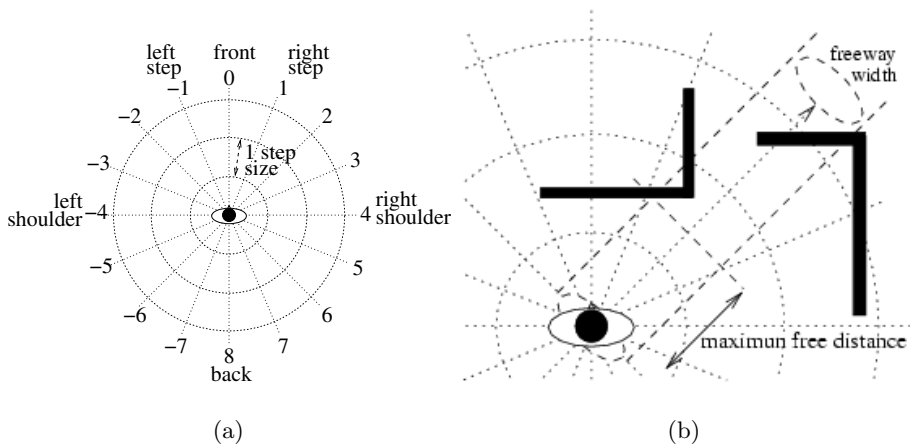 left
step
front
right
step
0
−1
1
−2
2
−3
3
1 step
size
left
shoulder
−4
4
right
shoulder
−5
5
−6
6
−7
7
8
back
(a)
freeway
width
maximun free distance
(b)